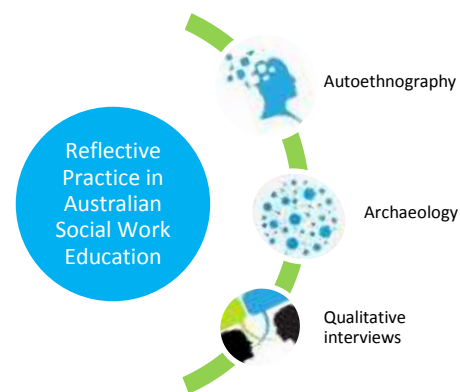 Reflective
Practice in
Australian
Social Work
Education
Autoethnography
Archaeology
Qualitative
interviews